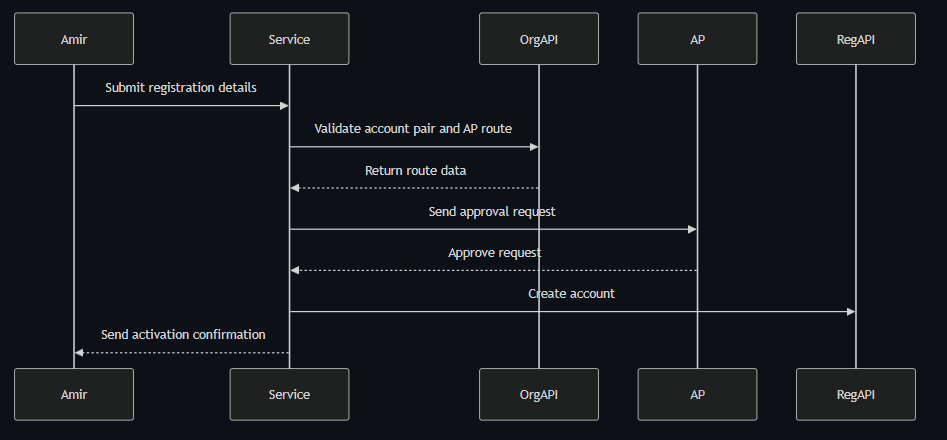 Amir
Service
OrgAPI
AP
RegAPI
Submit registration details
Validate account pair and AP route
Return route data
Send approval request
Approve request
Create account
Send activation confirmation
Amir
Service
OrgAPI
AP
RegAPI